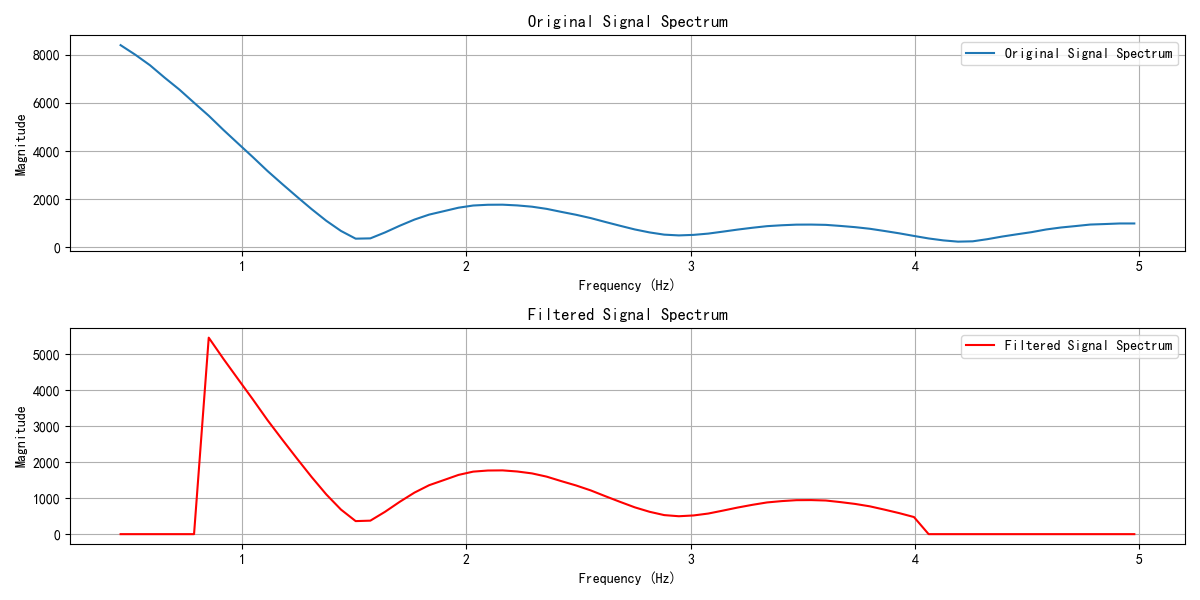 Original Signal Spectrum
Original Signal Spectrum
8000
6000
4000
2000
0
Magnitude
1 2 3 4 5
Frequency (Hz)
Filtered Signal Spectrum
Filtered Signal Spectrum
5000
4000
3000
2000
1000
0
Magnitude
1 2 3 4 5
Frequency (Hz)